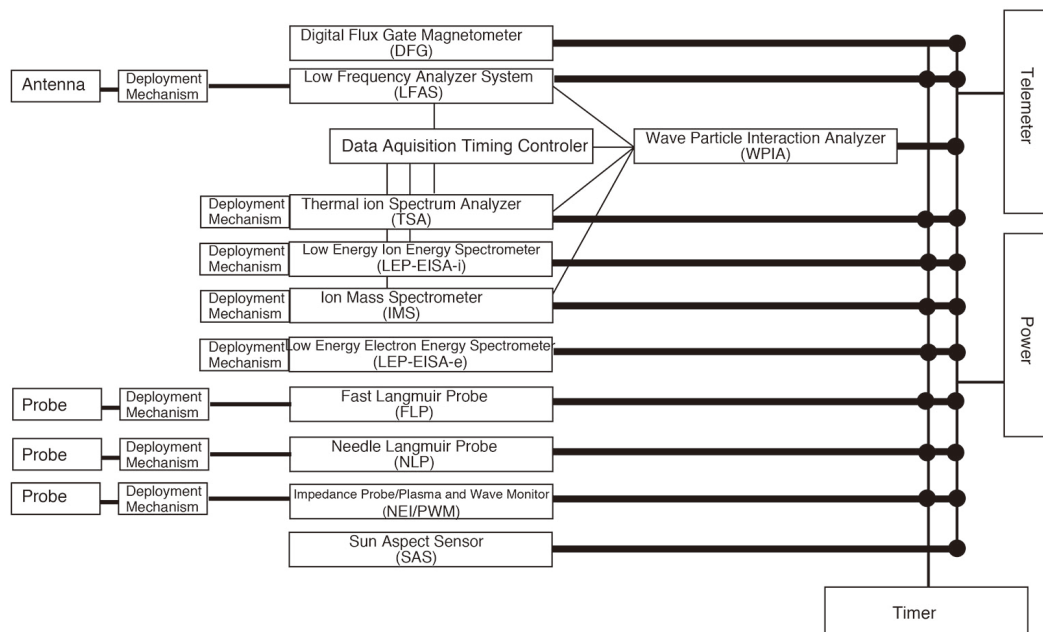 Digital Flux Gate Magnetometer
(DFG)
Antenna
Deployment
Mechanism
Low Frequency Analyzer System
(LFAS)
Telemeter
Data Aquisition Timing Controler
Wave Particle Interaction Analyzer
(WPIA)
Deployment
Mechanism
Thermal ion Spectrum Analyzer
(TSA)
Deployment
Mechanism
Low Energy Ion Energy Spectrometer
(LEP-EISA-i)
Deployment
Mechanism
Ion Mass Spectrometer
(IMS)
Power
Deployment
Mechanism
Low Energy Electron Energy Spectrometer
(LEP-EISA-e)
Probe
Deployment
Mechanism
Fast Langmuir Probe
(FLP)
Probe
Deployment
Mechanism
Needle Langmuir Probe
(NLP)
Probe
Deployment
Mechanism
Impedance Probe/Plasma and Wave Monitor
(NEI/PWM)
Sun Aspect Sensor
(SAS)
Timer